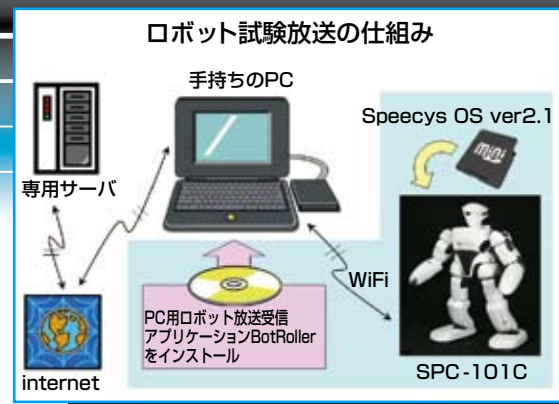 ロボット試験放送の仕組み
手持ちのPC
Speecys OS ver2.1
mini
専用サーバ
WiFi
PC用ロボット放送受信
アプリケーションBotRoller
をインストール
internet
SPC-101C